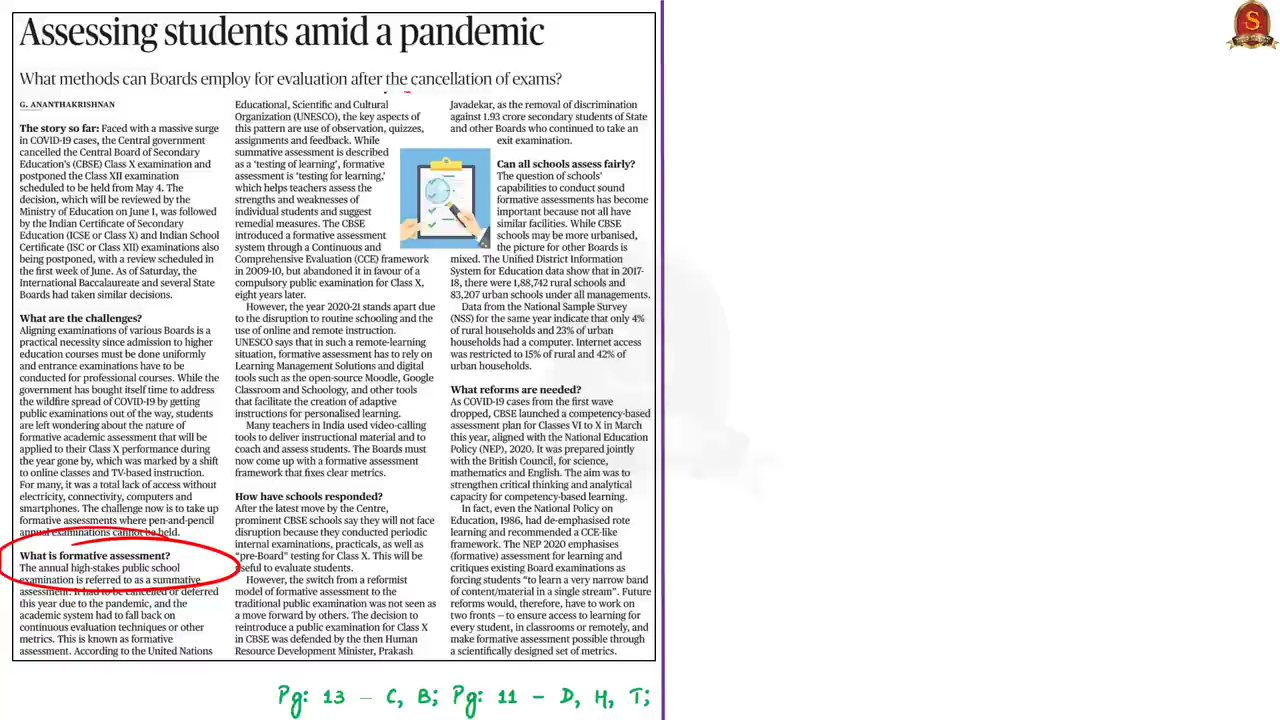 Assessing students amid a pandemic
What methods can Boards employ for evaluation after the cancellation of exams?
G. ANANTHAKRISHNAN
The story so far: Faced with a massive surge
in COVID-19 cases, the Central government
cancelled the Central Board of Secondary
Education's (CBSE) Class X examination and
postponed the Class XII examination
scheduled to be held from May 4. The
decision, which will be reviewed by the
Ministry of Education on June 1, was followed
by the Indian Certificate of Secondary
Education (ICSE or Class X) and Indian School
Certificate (ISC or Class XII) examinations also
being postponed, with a review scheduled in
the first week of June. As of Saturday, the
International Baccalaureate and several State
Boards had taken similar decisions.
What are the challenges?
Aligning examinations of various Boards is a
practical necessity since admission to higher
education courses must be done uniformly
and entrance examinations have to be
conducted for professional courses. While the
government has bought itself time to address
the wildfire spread of COVID-19 by getting
public examinations out of the way, students
are left wondering about the nature of
formative academic assessment that will be
applied to their Class X performance during
the year gone by, which was marked by a shift
to online classes and TV-based instruction.
For many, it was a total lack of access without
electricity, connectivity, computers and
smartphones. The challenge now is to take up
formative assessments where pen-and-pencil
annual examinations cannot be held.
What is formative assessment?
The annual high-stakes public school
examination is referred to as a summative
assessment. It had to be cancelled or deferred
this year due to the pandemic, and the
academic system had to fall back on
continuous evaluation techniques or other
metrics. This is known as formative
assessment. According to the United Nations
Educational, Scientific and Cultural
Organization (UNESCO), the key aspects of
this pattern are use of observation, quizzes,
assignments and feedback. While
summative assessment is described
as a 'testing of learning', formative
assessment is 'testing for learning,'
which helps teachers assess the
strengths and weaknesses of
individual students and suggest
remedial measures. The CBSE
introduced a formative assessment
system through a Continuous and
Comprehensive Evaluation (CCE) framework
in 2009-10, but abandoned it in favour of a
compulsory public examination for Class X,
eight years later.
However, the year 2020-21 stands apart due
to the disruption to routine schooling and the
use of online and remote instruction.
UNESCO says that in such a remote-learning
situation, formative assessment has to rely on
Learning Management Solutions and digital
tools such as the open-source Moodle, Google
Classroom and Schoology, and other tools
that facilitate the creation of adaptive
instructions for personalised learning.
Many teachers in India used video-calling
tools to deliver instructional material and to
coach and assess students. The Boards must
now come up with a formative assessment
framework that fixes clear metrics.
How have schools responded?
After the latest move by the Centre,
prominent CBSE schools say they will not face
disruption because they conducted periodic
internal examinations, practicals, as well as
"pre-Board" testing for Class X. This will be
useful to evaluate students.
However, the switch from a reformist
model of formative assessment to the
traditional public examination was not seen as
a move forward by others. The decision to
reintroduce a public examination for Class X
in CBSE was defended by the then Human
Resource Development Minister, Prakash
Javadekar, as the removal of discrimination
against 1.93 crore secondary students of State
and other Boards who continued to take an
exit examination.
Can all schools assess fairly?
The question of schools'
capabilities to conduct sound
formative assessments has become
important because not all have
similar facilities. While CBSE
schools may be more urbanised,
the picture for other Boards is
mixed. The Unified District Information
System for Education data show that in 2017-
18, there were 1,88,742 rural schools and
83,207 urban schools under all managements.
Data from the National Sample Survey
(NSS) for the same year indicate that only 4%
of rural households and 23% of urban
households had a computer. Internet access
was restricted to 15% of rural and 42% of
urban households.
What reforms are needed?
As COVID-19 cases from the first wave
dropped, CBSE launched a competency-based
assessment plan for Classes VI to X in March
this year, aligned with the National Education
Policy (NEP), 2020. It was prepared jointly
with the British Council, for science,
mathematics and English. The aim was to
strengthen critical thinking and analytical
capacity for competency-based learning.
In fact, even the National Policy on
Education, 1986, had de-emphasised rote
learning and recommended a CCE-like
framework. The NEP 2020 emphasises
(formative) assessment for learning and
critiques existing Board examinations as
forcing students "to learn a very narrow band
of content/material in a single stream". Future
reforms would, therefore, have to work on
two fronts — to ensure access to learning for
every student, in classrooms or remotely, and
make formative assessment possible through
a scientifically designed set of metrics.
Pg: 13 – C, B; Pg: 11 – D, H, T;
S